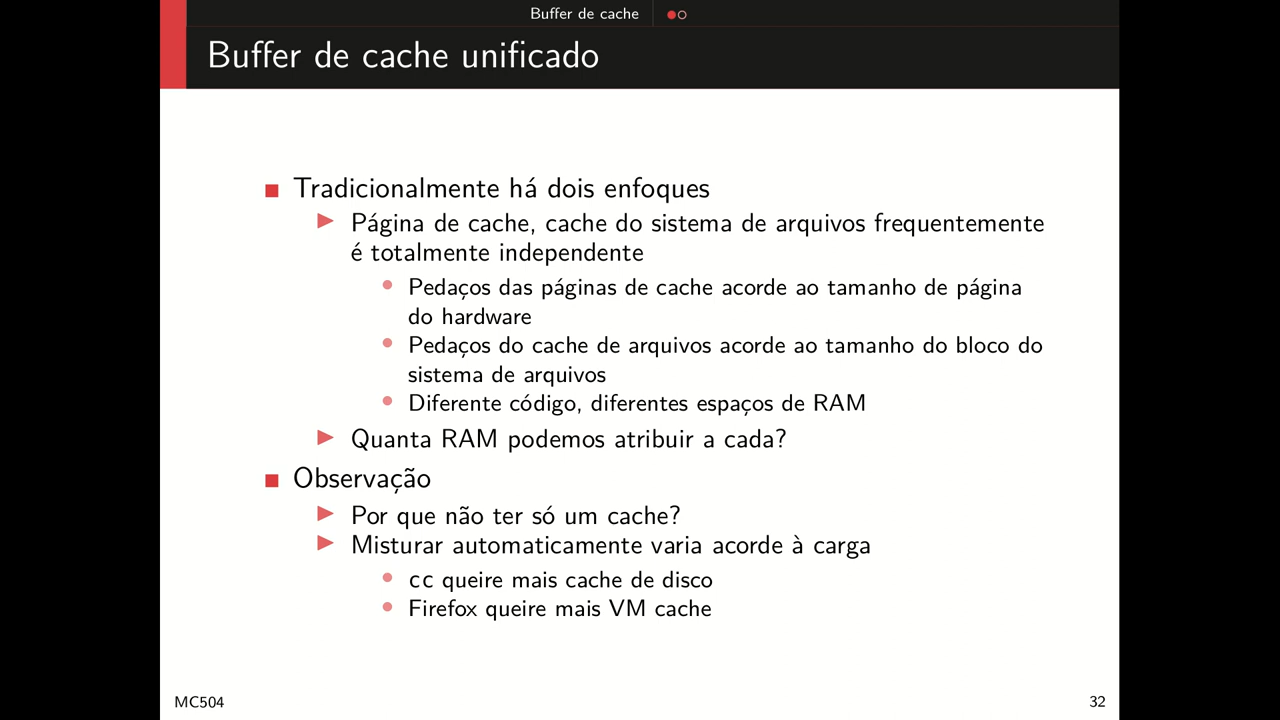 Buffer de cache
Buffer de cache unificado
Tradicionalmente há dois enfoques
Página de cache, cache do sistema de arquivos frequentemente
é totalmente independente
Pedaços das páginas de cache acorde ao tamanho de página
do hardware
Pedaços do cache de arquivos acorde ao tamanho do bloco do
sistema de arquivos
Diferente código, diferentes espaços de RAM
Quanta RAM podemos atribuir a cada?
Observação
Por que não ter só um cache?
Misturar automaticamente varia acorde à carga
cc queire mais cache de disco
Firefox queire mais VM cache
MC504
32